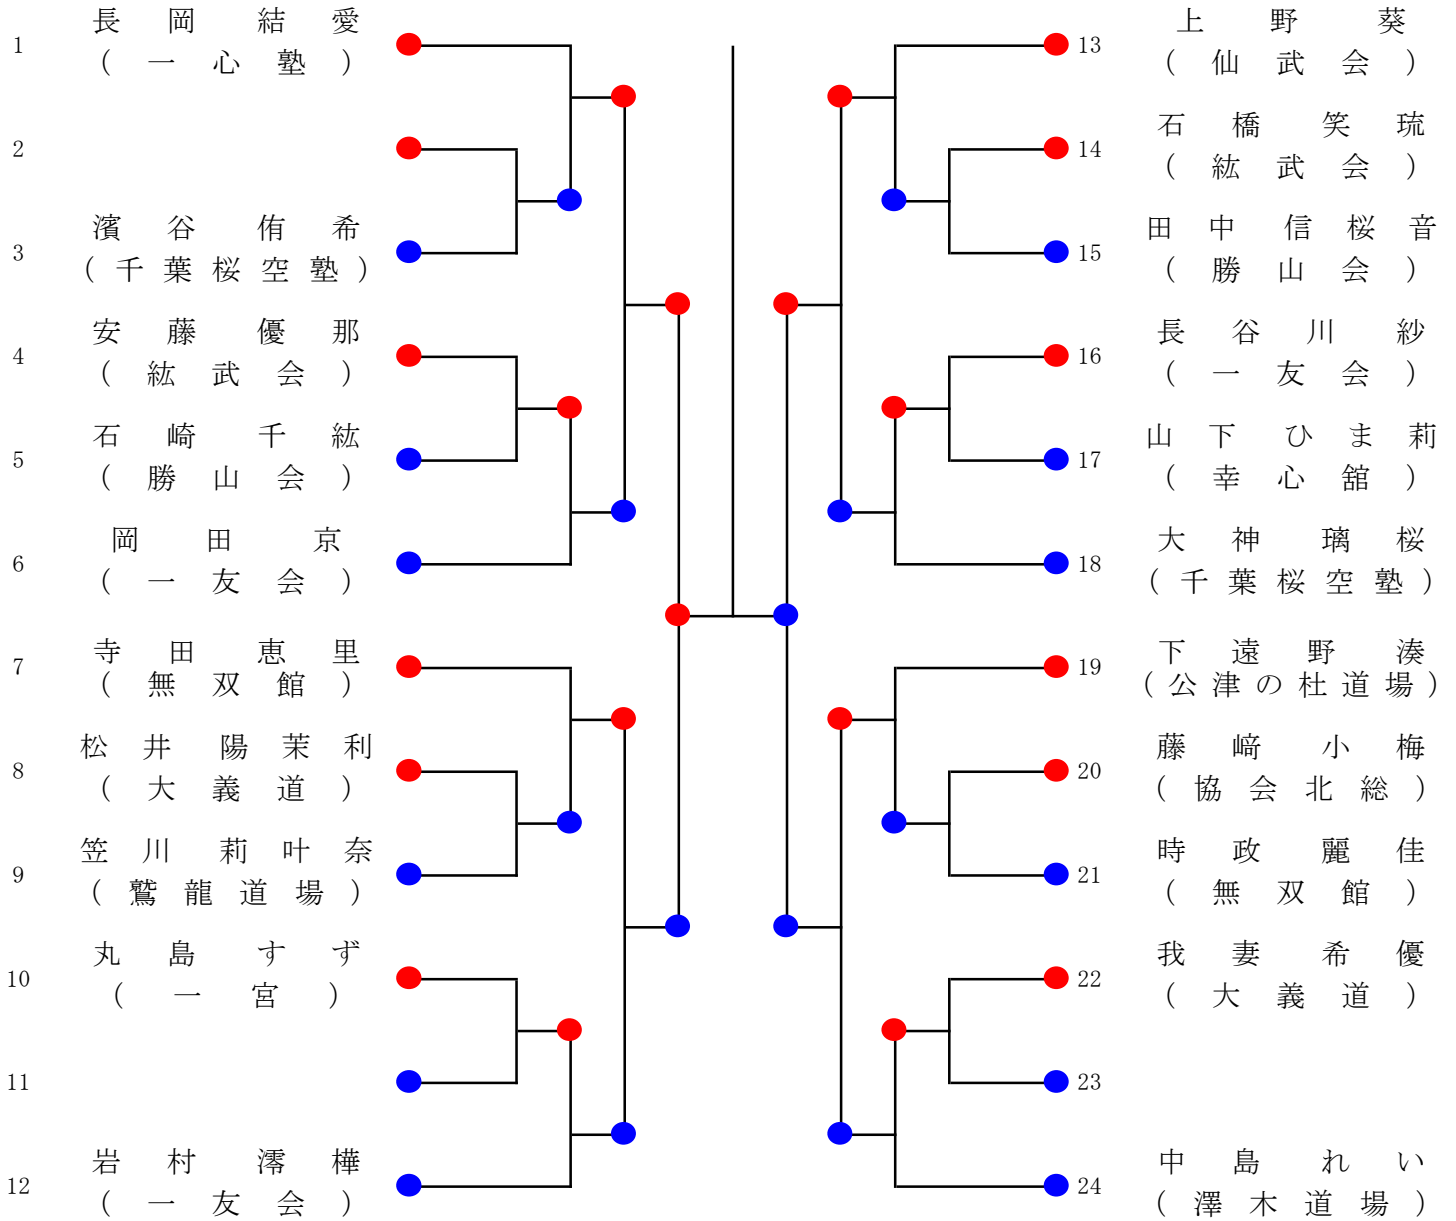 1 長岡結愛
(一心塾)
2
3 濱谷侑希
(千葉桜空塾)
4 安藤優那
(紘武会)
5 石崎千紘
(勝山会)
6 岡田京
(一友会)
7 寺田恵里
(無双館)
8 松井陽茉利
(大義道)
9 笠川莉叶奈
(鷲龍道場)
10 丸島すず
(一宮)
11
12 岩村澪樺
(一友会)
13 上野葵
(仙武会)
14 石橋笑琉
(紘武会)
15 田中信桜音
(勝山会)
16 長谷川紗
(一友会)
17 山下ひま莉
(幸心舘)
18 大神璃桜
(千葉桜空塾)
19 下遠野湊
(公津の杜道場)
20 藤﨑小梅
(協会北総)
21 時政麗佳
(無双館)
22 我妻希優
(大義道)
23
24 中島れい
(澤木道場)